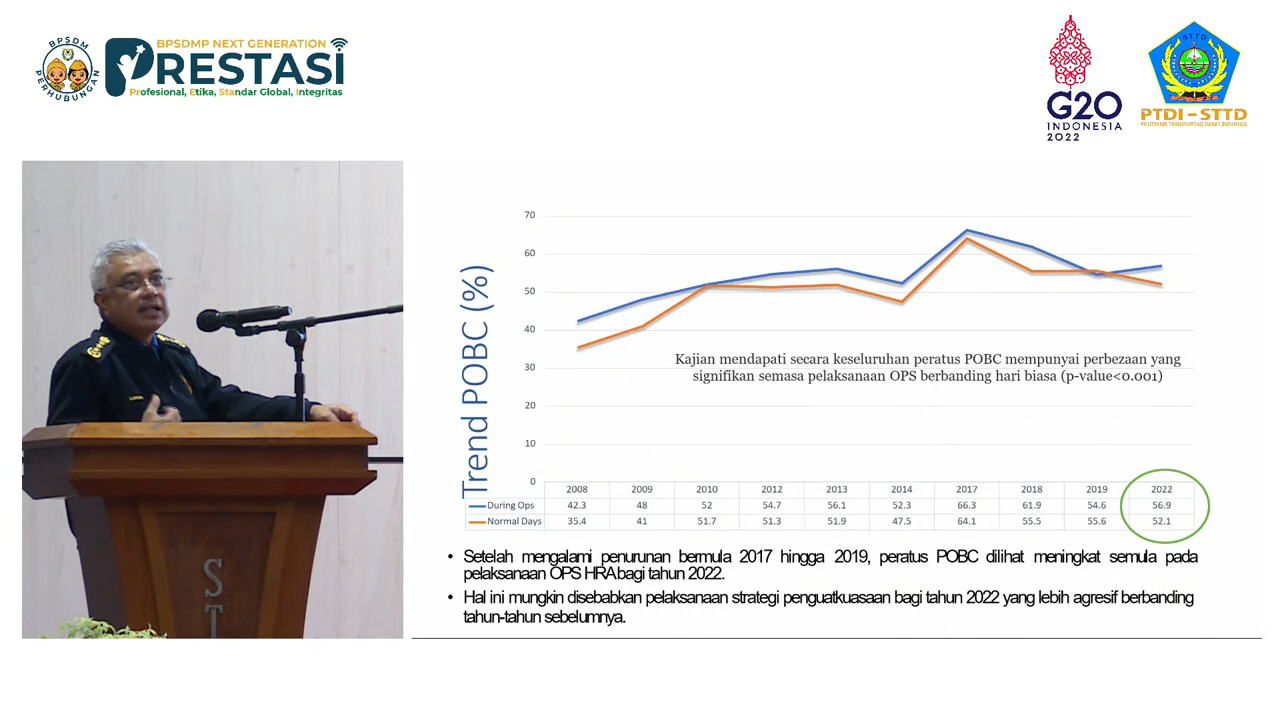 BPSDM
PERHUBUNGAN
BPSDMP NEXT GENERATION
PRESTASI
Profesional, Etika, Standar Global, Integritas
G20
INDONESIA
2022
STTD
PTDI - STTD
POLITEKNIK TRANSPORTASI DARAT INDONESIA
Trend POBC (%)
70
60
50
40
30
20
10
0
Kajian mendapati secara keseluruhan peratus POBC mempunyai perbezaan yang
signifikan semasa pelaksanaan OPS berbanding hari biasa (p-value<0.001)
2008 2009 2010 2012 2013 2014 2017 2018 2019 2022
During Ops 42.3 48 52 54.7 56.1 52.3 66.3 61.9 54.6 56.9
Normal Days 35.4 41 51.7 51.3 51.9 47.5 64.1 55.5 55.6 52.1
• Setelah mengalami penurunan bermula 2017 hingga 2019, peratus POBC dilihat meningkat semula pada
pelaksanaan OPS HRA bagi tahun 2022.
• Hal ini mungkin disebabkan pelaksanaan strategi penguatkuasaan bagi tahun 2022 yang lebih agresif berbanding
tahun-tahun sebelumnya.
S
T